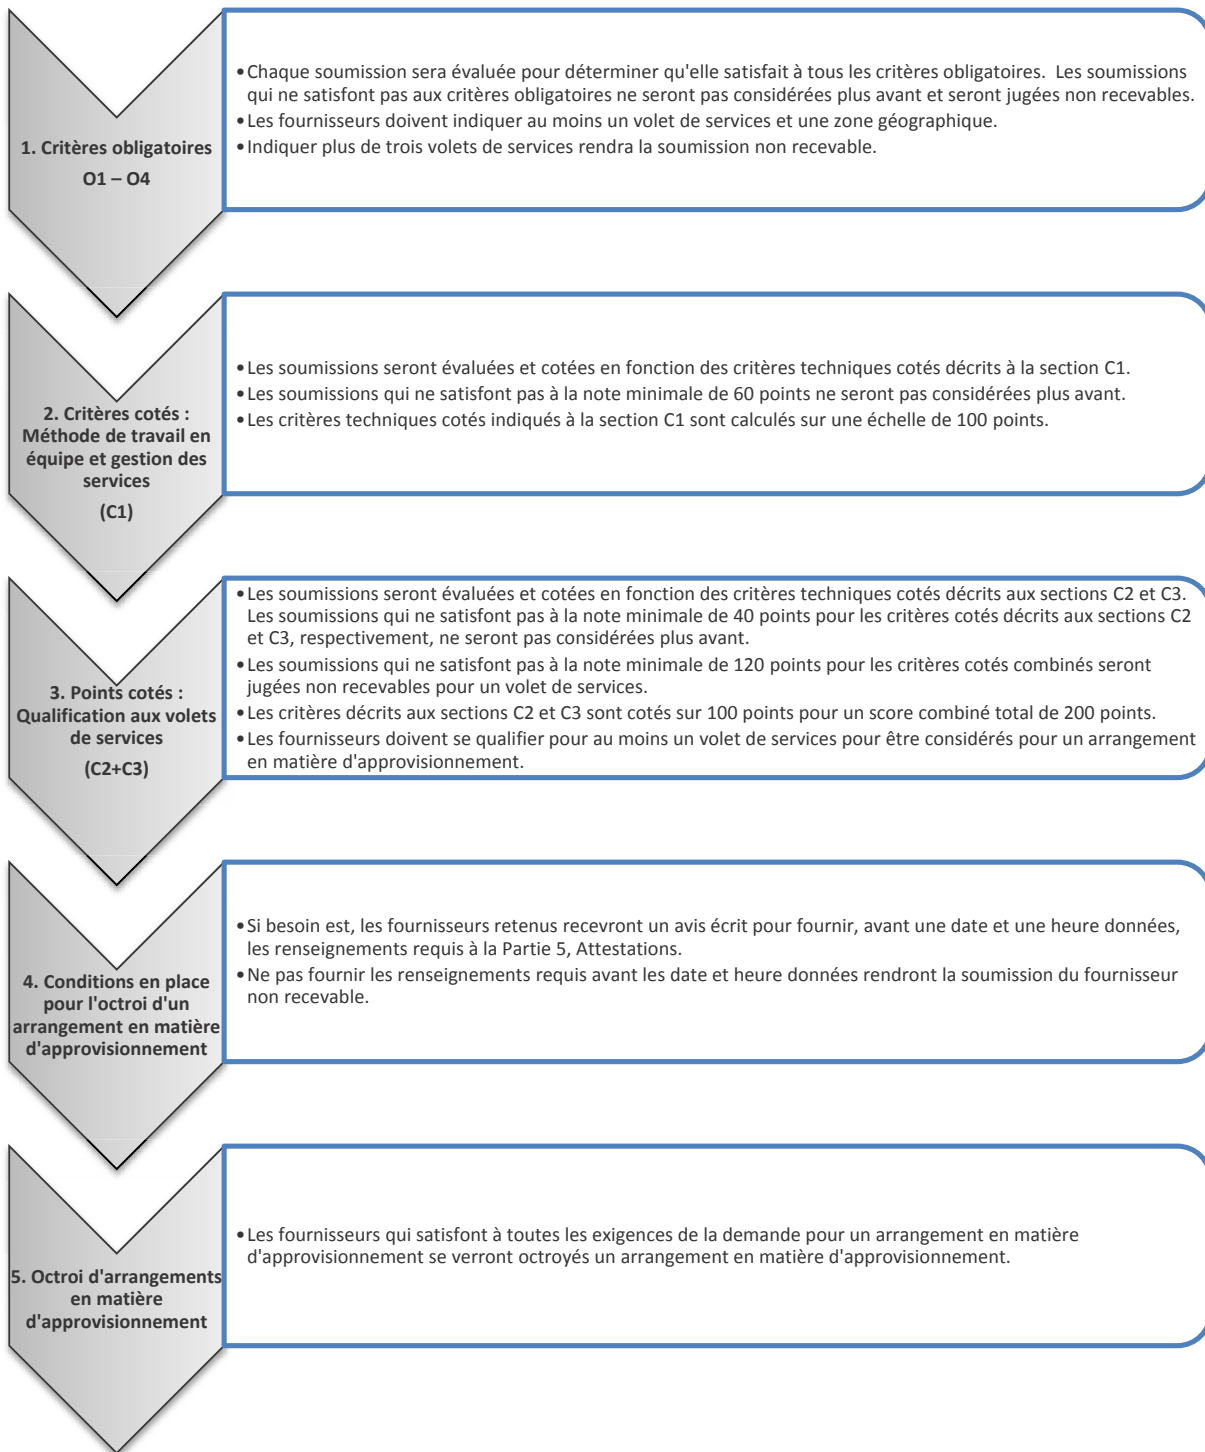 1. Critères obligatoires
O1 – O4
•Chaque soumission sera évaluée pour déterminer qu'elle satisfait à tous les critères obligatoires.  Les soumissions
qui ne satisfont pas aux critères obligatoires ne seront pas considérées plus avant et seront jugées non recevables.
•Les fournisseurs doivent indiquer au moins un volet de services et une zone géographique.
•Indiquer plus de trois volets de services rendra la soumission non recevable.
2. Critères cotés :
Méthode de travail en
équipe et gestion des
services
(C1)
•Les soumissions seront évaluées et cotées en fonction des critères techniques cotés décrits à la section C1.
•Les soumissions qui ne satisfont pas à la note minimale de 60 points ne seront pas considérées plus avant.
•Les critères techniques cotés indiqués à la section C1 sont calculés sur une échelle de 100 points.
3. Points cotés :
Qualification aux volets
de services
(C2+C3)
•Les soumissions seront évaluées et cotées en fonction des critères techniques cotés décrits aux sections C2 et C3.
Les soumissions qui ne satisfont pas à la note minimale de 40 points pour les critères cotés décrits aux sections C2
et C3, respectivement, ne seront pas considérées plus avant.
•Les soumissions qui ne satisfont pas à la note minimale de 120 points pour les critères cotés combinés seront
jugées non recevables pour un volet de services.
•Les critères décrits aux sections C2 et C3 sont cotés sur 100 points pour un score combiné total de 200 points.
•Les fournisseurs doivent se qualifier pour au moins un volet de services pour être considérés pour un arrangement
en matière d'approvisionnement.
4. Conditions en place
pour l'octroi d'un
arrangement en matière
d'approvisionnement
•Si besoin est, les fournisseurs retenus recevront un avis écrit pour fournir, avant une date et une heure données,
les renseignements requis à la Partie 5, Attestations.
•Ne pas fournir les renseignements requis avant les date et heure données rendront la soumission du fournisseur
non recevable.
5. Octroi d'arrangements
en matière
d'approvisionnement
•Les fournisseurs qui satisfont à toutes les exigences de la demande pour un arrangement en matière
d'approvisionnement se verront octroyés un arrangement en matière d'approvisionnement.